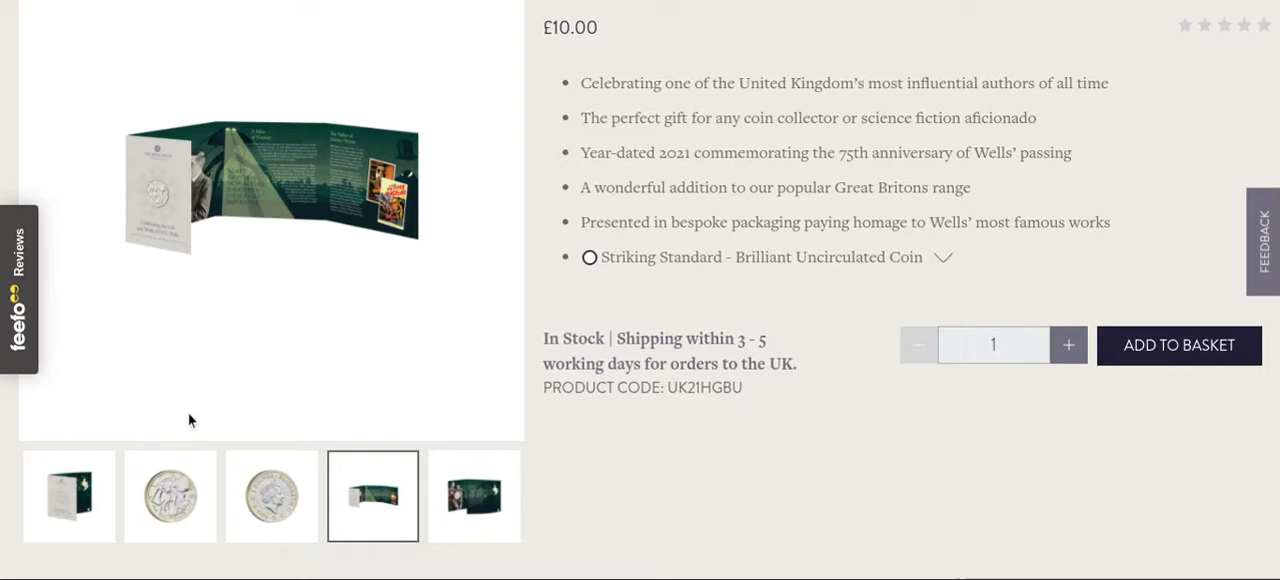 £10.00
Celebrating one of the United Kingdom's most influential authors of all time
The perfect gift for any coin collector or science fiction aficionado
Year-dated 2021 commemorating the 75th anniversary of Wells' passing
A wonderful addition to our popular Great Britons range
Presented in bespoke packaging paying homage to Wells' most famous works
Striking Standard - Brilliant Uncirculated Coin
In Stock | Shipping within 3 - 5
working days for orders to the UK.
PRODUCT CODE: UK21HGBU
1
ADD TO BASKET
FEEDBACK
feefo Reviews